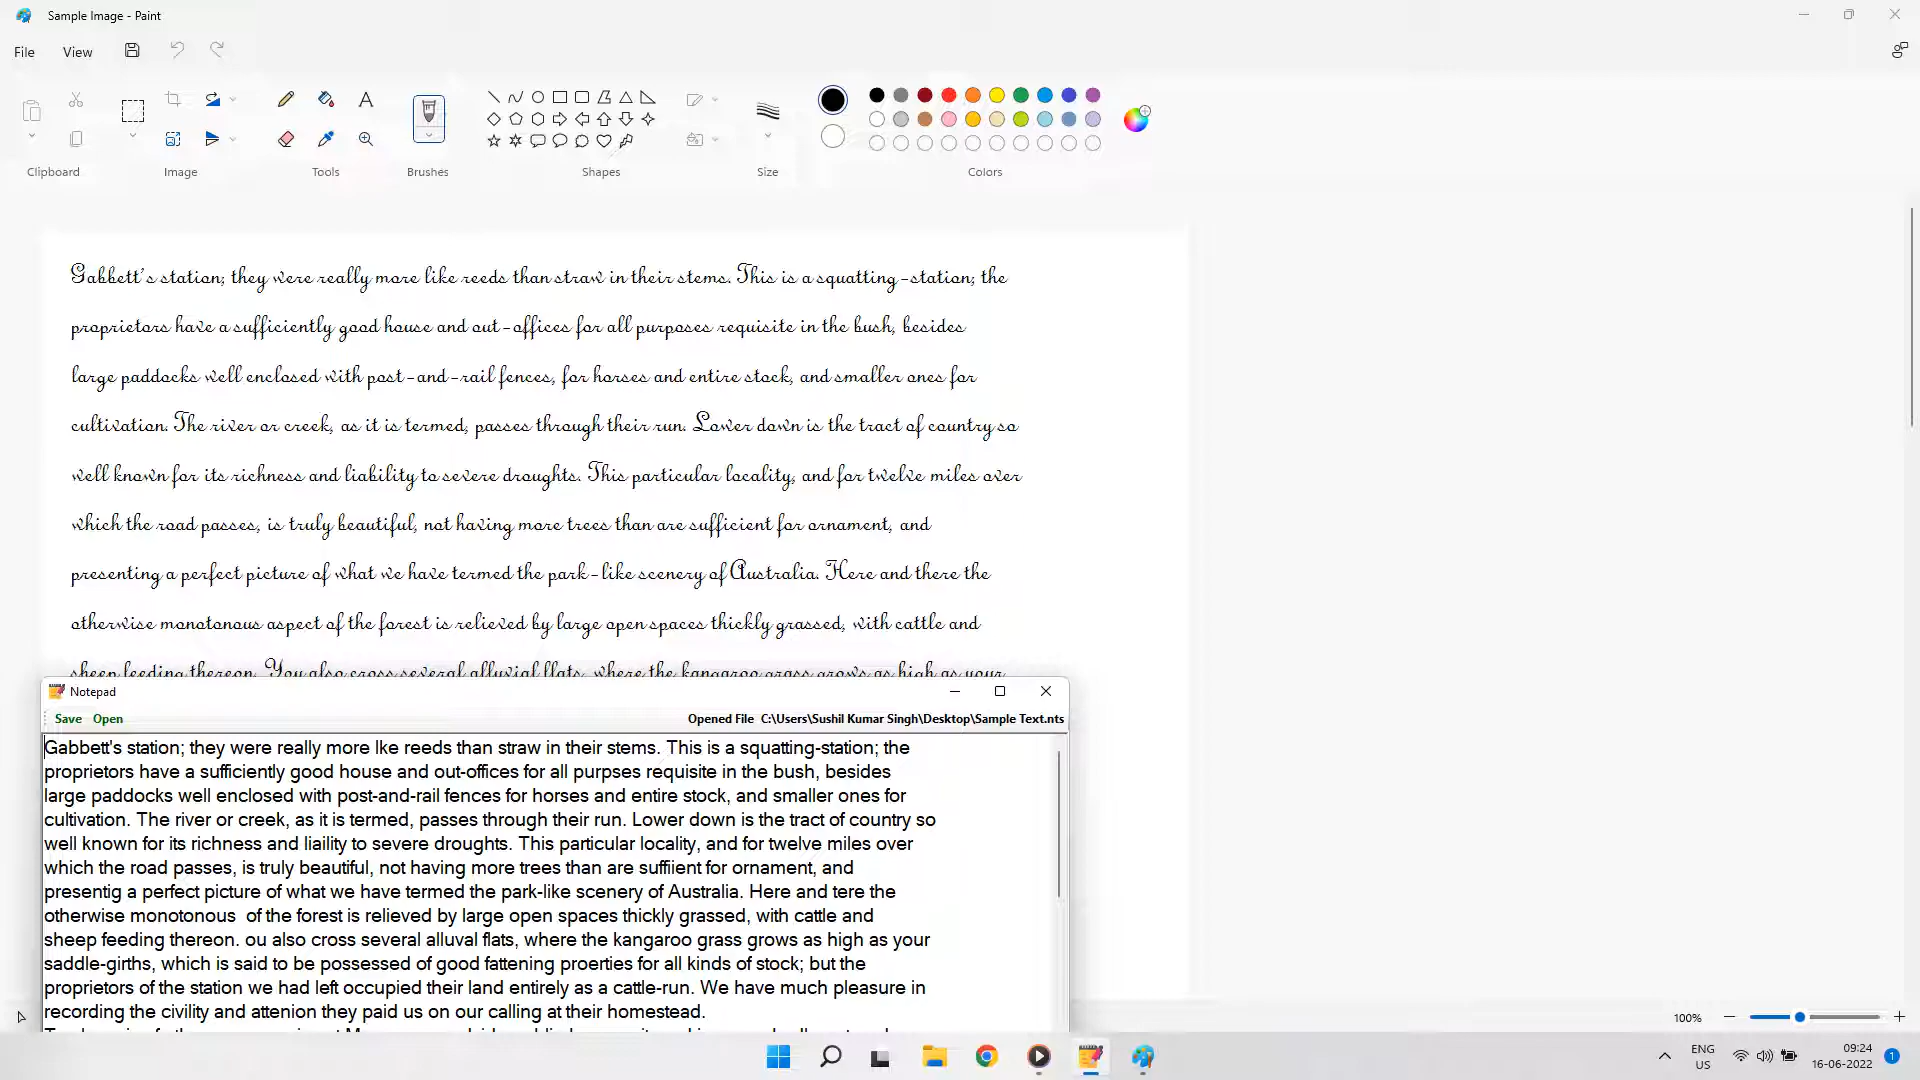 Sample Image - Paint
File View
Clipboard Image Tools Brushes Shapes Size Colors
Gabbett's station; they were really more like reeds than straw in their stems. This is a squatting-station; the
proprietors have a sufficiently good house and out-offices for all purposes requisite in the bush, besides
large paddocks well enclosed with post-and-rail fences, for horses and entire stock, and smaller ones for
cultivation. The river or creek, as it is termed, passes through their run. Lower down is the tract of country so
well known for its richness and liability to severe droughts. This particular locality, and for twelve miles over
which the road passes, is truly beautiful, not having more trees than are sufficient for ornament, and
presenting a perfect picture of what we have termed the park-like scenery of Australia. Here and there the
otherwise monotonous aspect of the forest is relieved by large open spaces thickly grassed, with cattle and
sheep feeding thereon. You also cross several alluvial flats, where the kangaroo grass grows as high as your
Notepad
Save Open Opened File C:\Users\Sushil Kumar Singh\Desktop\Sample Text.nts
Gabbett's station; they were really more lke reeds than straw in their stems. This is a squatting-station; the
proprietors have a sufficiently good house and out-offices for all purpses requisite in the bush, besides
large paddocks well enclosed with post-and-rail fences for horses and entire stock, and smaller ones for
cultivation. The river or creek, as it is termed, passes through their run. Lower down is the tract of country so
well known for its richness and liaility to severe droughts. This particular locality, and for twelve miles over
which the road passes, is truly beautiful, not having more trees than are suffiient for ornament, and
presentig a perfect picture of what we have termed the park-like scenery of Australia. Here and tere the
otherwise monotonous  of the forest is relieved by large open spaces thickly grassed, with cattle and
sheep feeding thereon. ou also cross several alluval flats, where the kangaroo grass grows as high as your
saddle-girths, which is said to be possessed of good fattening proerties for all kinds of stock; but the
proprietors of the station we had left occupied their land entirely as a cattle-run. We have much pleasure in
recording the civility and attenion they paid us on our calling at their homestead.
100%
ENG
US
09:24
16-06-2022
1